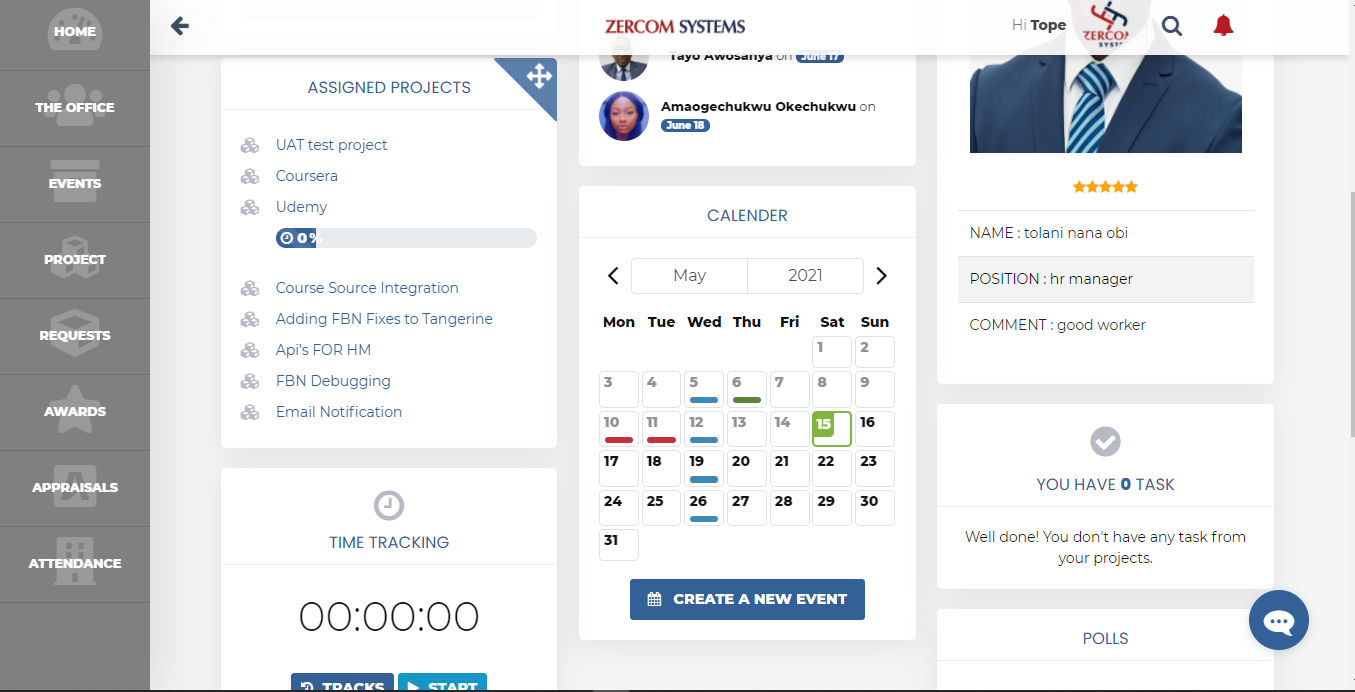 HOME
THE OFFICE
EVENTS
PROJECT
REQUESTS
AWARDS
APPRAISALS
ATTENDANCE
ZERCOM SYSTEMS
Hi Tope
ZERCOM
SYST
ASSIGNED PROJECTS
UAT test project
Coursera
Udemy
0%
Course Source Integration
Adding FBN Fixes to Tangerine
Api's FOR HM
FBN Debugging
Email Notification
TIME TRACKING
00:00:00
TRACKS START
Tayo Awosanya on June 17
Amaogechukwu Okechukwu on
June 18
CALENDER
May 2021
Mon Tue Wed Thu Fri Sat Sun
1 2
3 4 5 6 7 8 9
10 11 12 13 14 15 16
17 18 19 20 21 22 23
24 25 26 27 28 29 30
31
CREATE A NEW EVENT
NAME : tolani nana obi
POSITION : hr manager
COMMENT : good worker
YOU HAVE 0 TASK
Well done! You don't have any task from
your projects.
POLLS